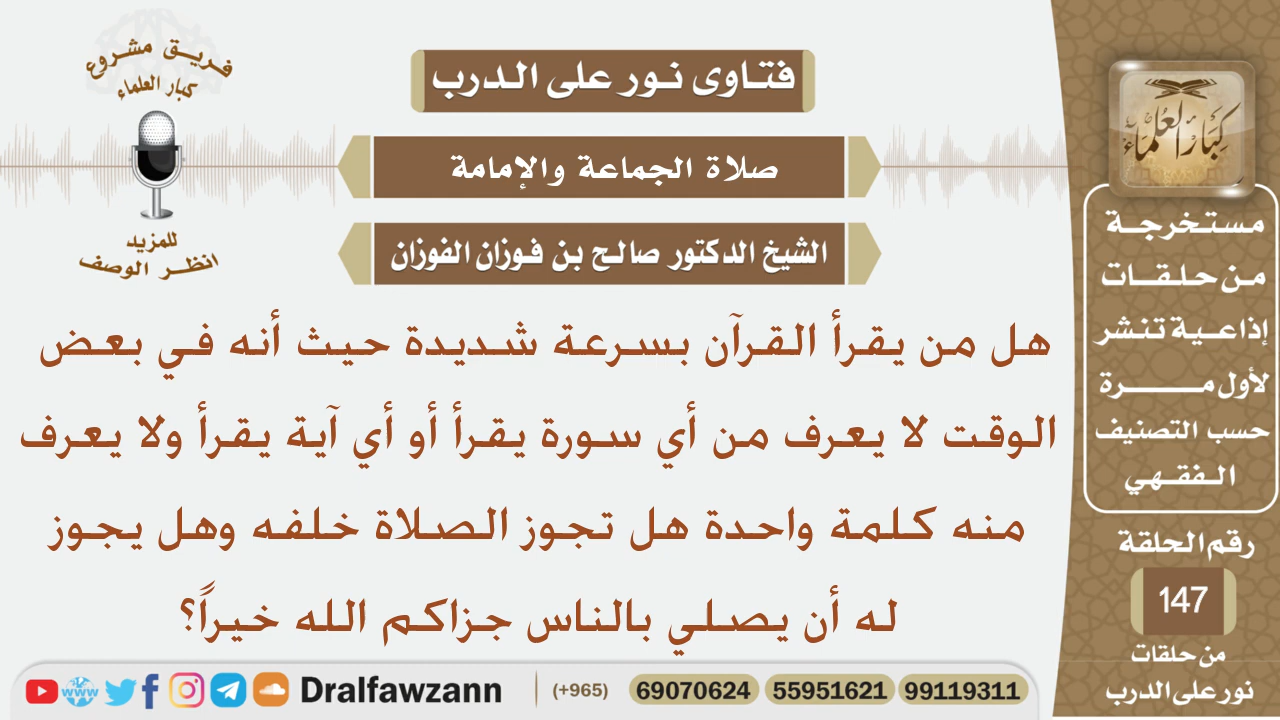 فريق مشروع
كبار العلماء
للمزيد
انظر الوصف
فتاوى نور على الدرب
صلاة الجماعة والإمامة
الشيخ الدكتور صالح بن فوزان الفوزان
هل من يقرأ القرآن بسرعة شديدة حيث أنه في بعض
الوقت لا يعرف من أي سورة يقرأ أو أي آية يقرأ ولا يعرف
منه كلمة واحدة هل تجوز الصلاة خلفه وهل يجوز
له أن يصلي بالناس جزاكم الله خيراً؟
كبار العلماء
مستخرجة
من حلقات
إذاعية تنشر
لأول مرة
حسب التصنيف
الفقهي
رقم الحلقة
147
من حلقات
نور على الدرب
www
Dralfawzann
(+965) 69070624 55951621 99119311